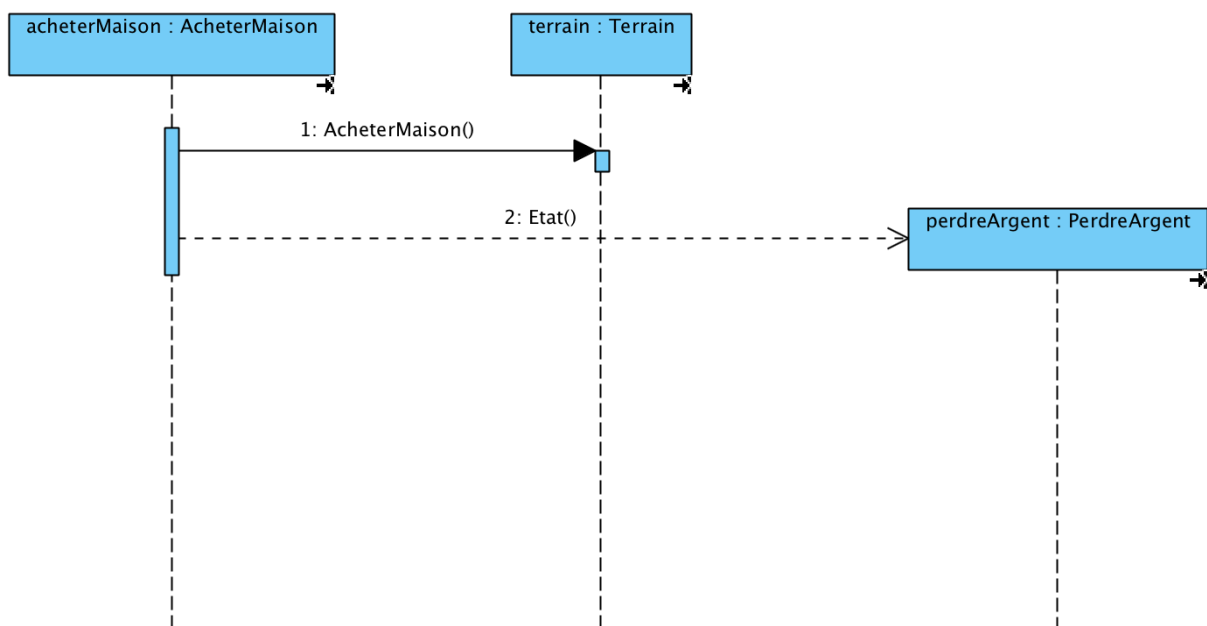 acheterMaison : AcheterMaison
terrain : Terrain
1: AcheterMaison()
2: Etat()
perdreArgent : PerdreArgent